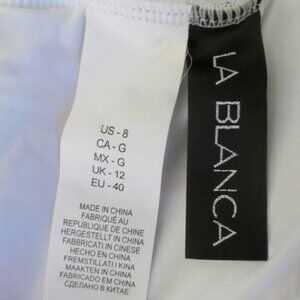 US - 8
CA - G
MX - G
UK - 12
EU - 40
MADE IN CHINA
FABRIQUÉ AU
REPUBLIQUE DE CHINE
HERGESTELLT IN CHINA
FABBRICATI IN CINESE
HECHO EN CHINA
FREMSTILLATI I KINA
MAAKTEN IN CHINA
FABRICADO EM CHINA
СДЕЛАНО В КИТАЕ
LA BLANCA